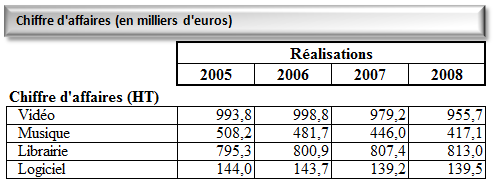 Chiffre d'affaires (en milliers d'euros)
Réalisations
2005 2006 2007 2008
Chiffre d'affaires (HT)
Vidéo 993,8 998,8 979,2 955,7
Musique 508,2 481,7 446,0 417,1
Librairie 795,3 800,9 807,4 813,0
Logiciel 144,0 143,7 139,2 139,5